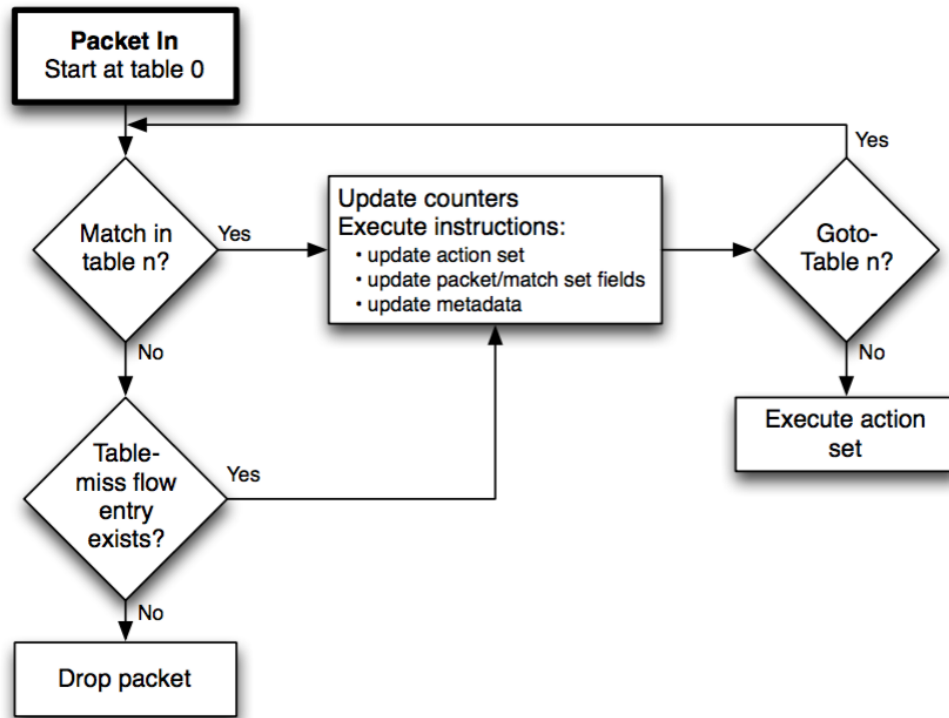 Packet In
Start at table 0
Yes
Match in
table n?
Yes
Update counters
Execute instructions:
• update action set
• update packet/match set fields
• update metadata
Goto-
Table n?
No
No
Execute action
set
Table-
miss flow
entry
exists?
Yes
No
Drop packet